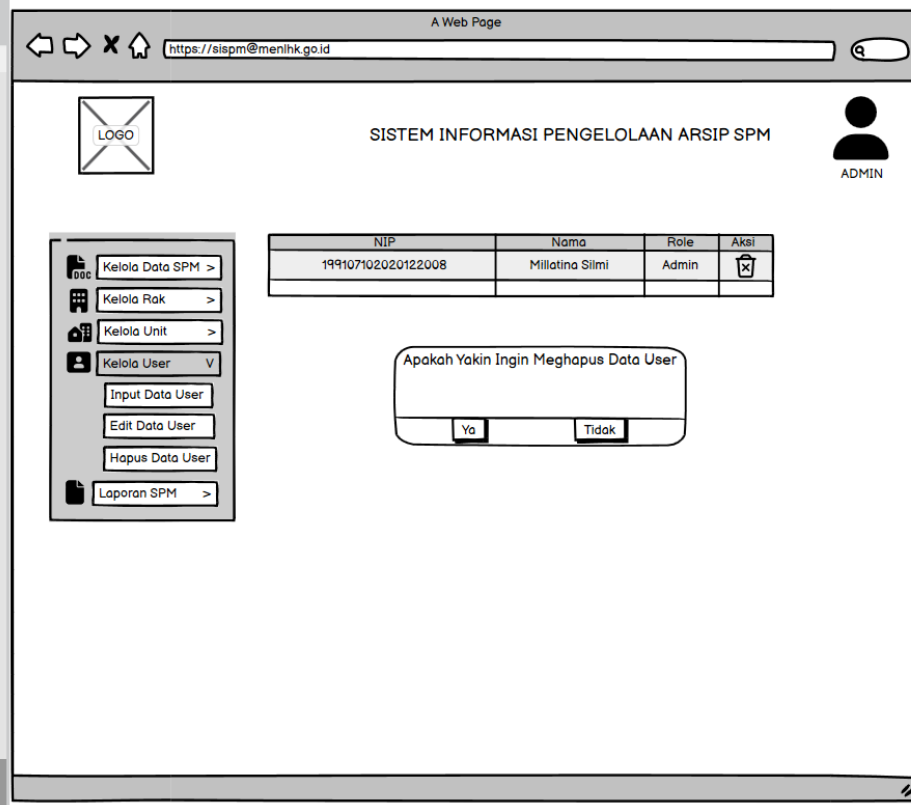 A Web Page
https://sispm@menlhk.go.id
LOGO
SISTEM INFORMASI PENGELOLAAN ARSIP SPM
ADMIN
DOC
Kelola Data SPM >
Kelola Rak >
Kelola Unit >
Kelola User V
Input Data User
Edit Data User
Hapus Data User
Laporan SPM >
NIP Nama Role Aksi
199107102020122008 Millatina Silmi Admin
Apakah Yakin Ingin Meghapus Data User
Ya Tidak